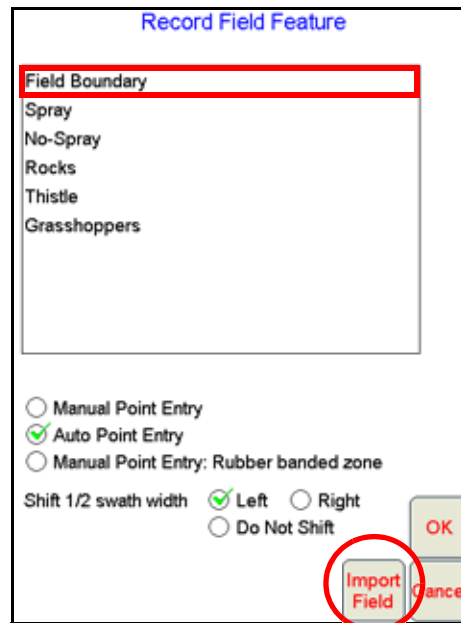 Record Field Feature
Field Boundary
Spray
No-Spray
Rocks
Thistle
Grasshoppers
Manual Point Entry
Auto Point Entry
Manual Point Entry: Rubber banded zone
Shift 1/2 swath width Left Right
Do Not Shift
OK
Import
Field
Cance